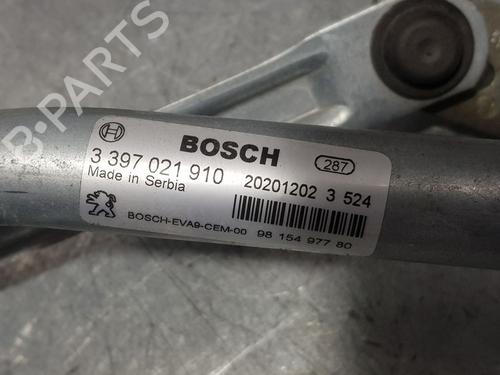 BOSCH
287
3 397 021 910
Made in Serbia
20201202 3 524
BOSCH-EVA9-CEM-00 98 154 977 80
B-PARTS